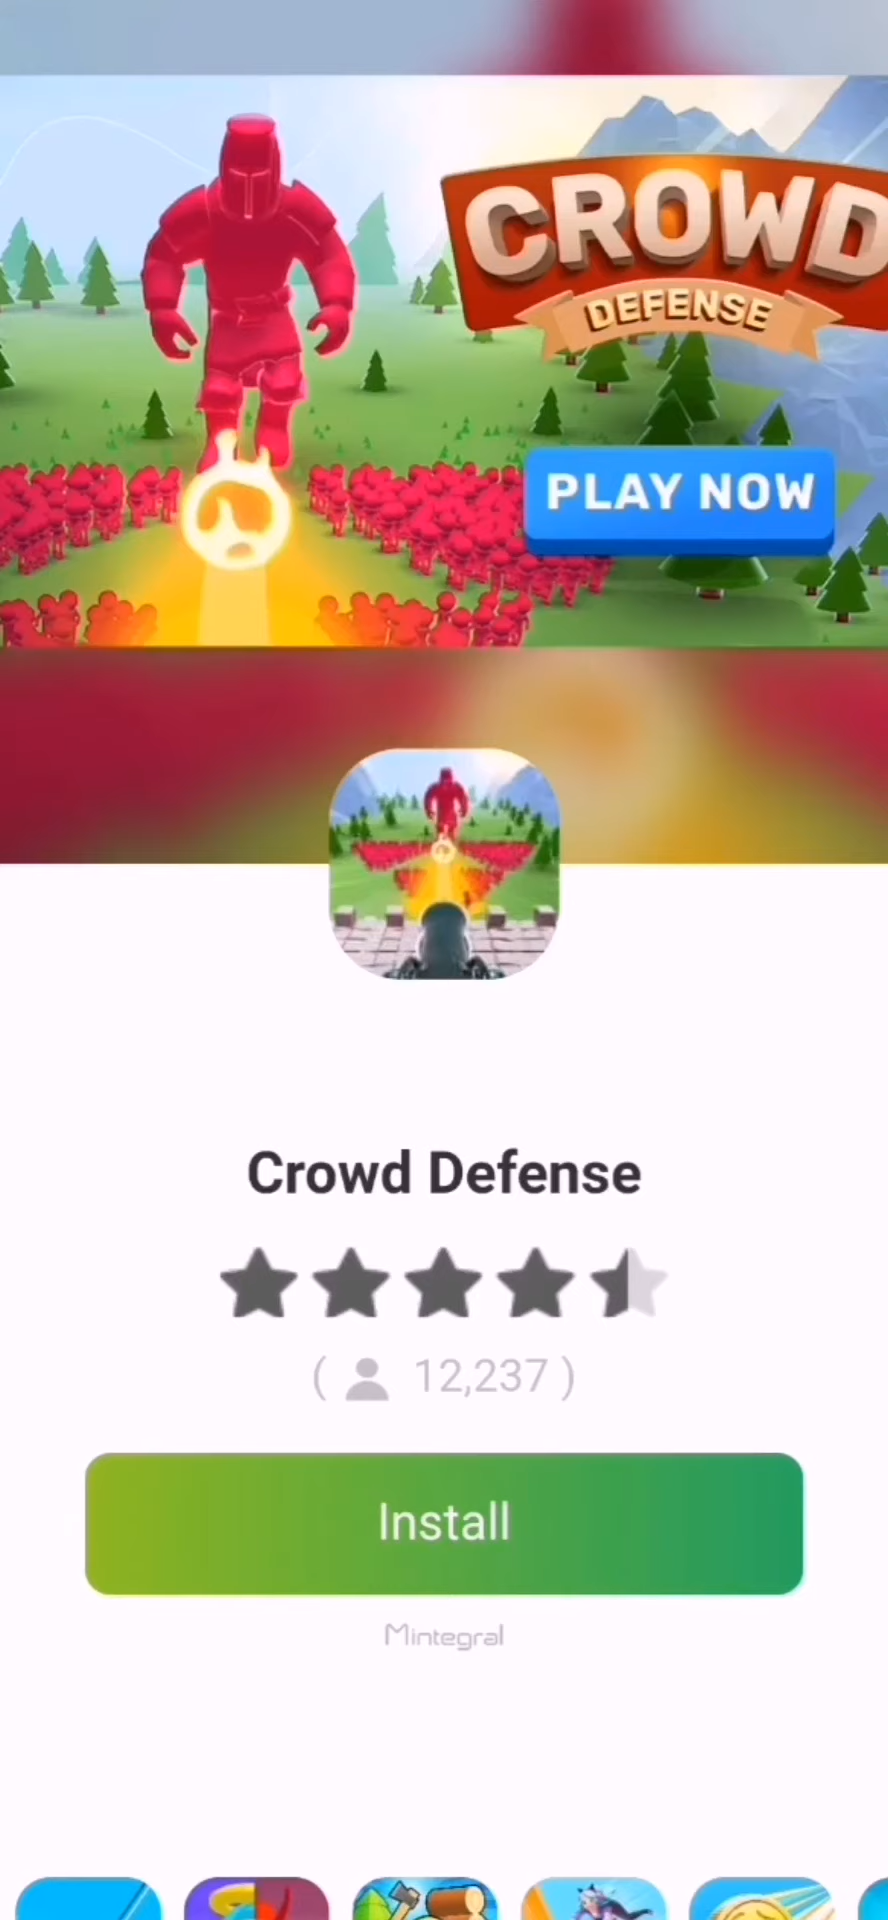 CROWD
DEFENSE
PLAY NOW
Crowd Defense
( 12,237 )
Install
Mintegral